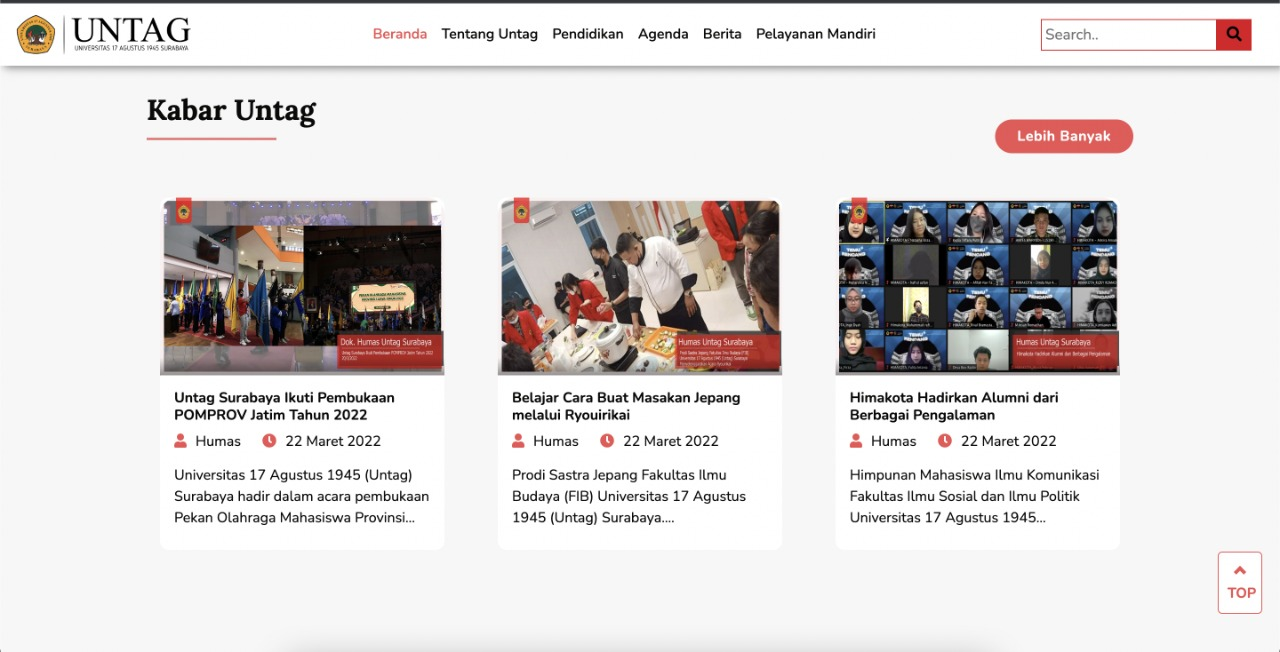 UNTAG
UNIVERSITAS 17 AGUSTUS 1945 SURABAYA
Beranda Tentang Untag Pendidikan Agenda Berita Pelayanan Mandiri
Search..
Kabar Untag
Lebih Banyak
Dok. Humas Untag Surabaya
Untag Surabaya Ikuti Pembukaan
POMPROV Jatim Tahun 2022
Humas 22 Maret 2022
Universitas 17 Agustus 1945 (Untag)
Surabaya hadir dalam acara pembukaan
Pekan Olahraga Mahasiswa Provinsi...
Humas Untag Surabaya
Belajar Cara Buat Masakan Jepang
melalui Ryouirikai
Humas 22 Maret 2022
Prodi Sastra Jepang Fakultas Ilmu
Budaya (FIB) Universitas 17 Agustus
1945 (Untag) Surabaya....
Humas Untag Surabaya
Himakota Hadirkan Alumni dari Berbagai Pengalaman
Himakota Hadirkan Alumni dari
Berbagai Pengalaman
Humas 22 Maret 2022
Himpunan Mahasiswa Ilmu Komunikasi
Fakultas Ilmu Sosial dan Ilmu Politik
Universitas 17 Agustus 1945...
TOP